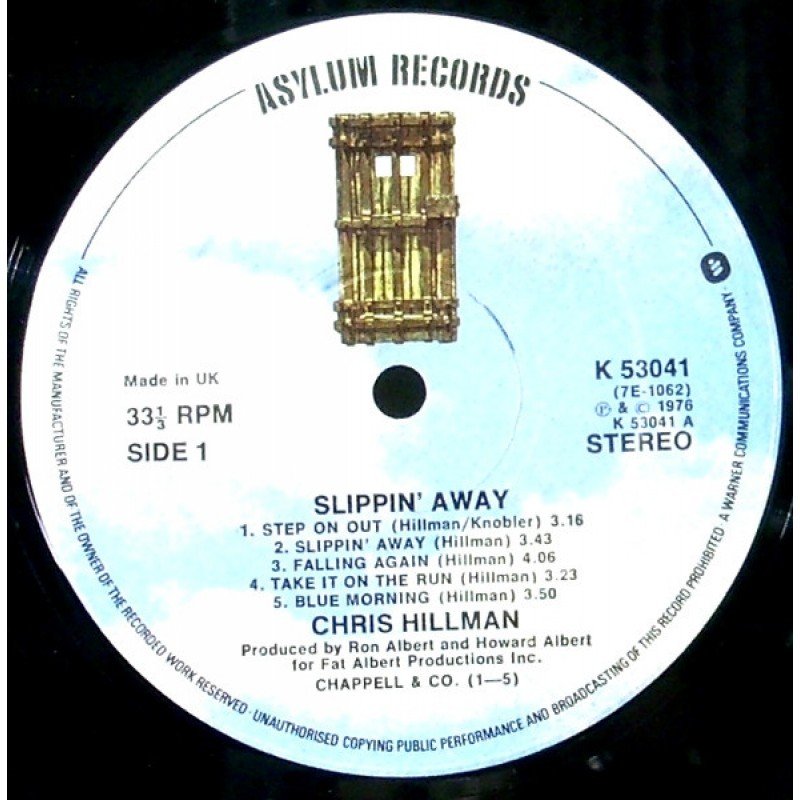 ASYLUM RECORDS
Made in UK
33⅓ RPM
SIDE 1
K 53041
(7E-1062)
Ⓟ & © 1976
K 53041 A
STEREO
SLIPPIN' AWAY
1. STEP ON OUT (Hillman/Knobler) 3.16
2. SLIPPIN' AWAY (Hillman) 3.43
3. FALLING AGAIN (Hillman) 4.06
4. TAKE IT ON THE RUN (Hillman) 3.23
5. BLUE MORNING (Hillman) 3.50
CHRIS HILLMAN
Produced by Ron Albert and Howard Albert
for Fat Albert Productions Inc.
CHAPPELL & CO. (1—5)
ALL RIGHTS OF THE MANUFACTURER AND OF THE OWNER OF THE RECORDED WORK RESERVED · UNAUTHORISED COPYING PUBLIC PERFORMANCE AND BROADCASTING OF THIS RECORD PROHIBITED · A WARNER COMMUNICATIONS COMPANY ·